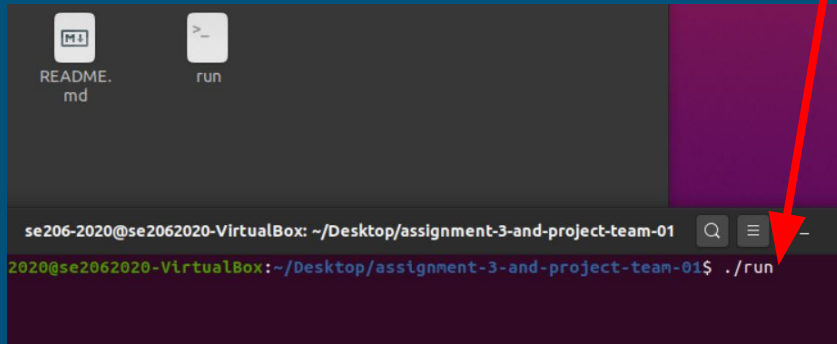 README.
md
run
se206-2020@se2062020-VirtualBox: ~/Desktop/assignment-3-and-project-team-01
2020@se2062020-VirtualBox:~/Desktop/assignment-3-and-project-team-01$ ./run